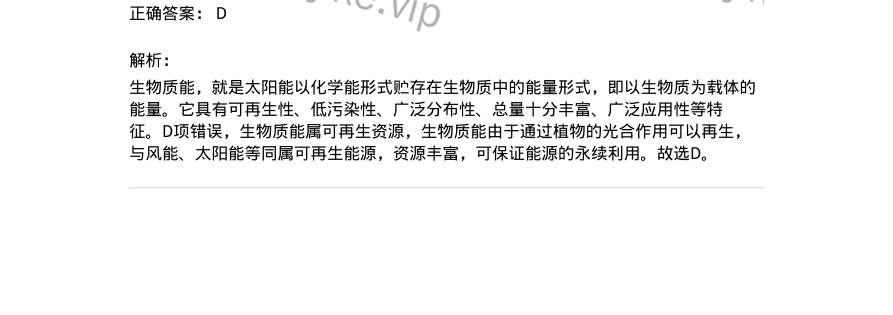 正确答案： D
解析：
生物质能，就是太阳能以化学能形式贮存在生物质中的能量形式，即以生物质为载体的
能量。它具有可再生性、低污染性、广泛分布性、总量十分丰富、广泛应用性等特
征。D项错误，生物质能属可再生资源，生物质能由于通过植物的光合作用可以再生，
与风能、太阳能等同属可再生能源，资源丰富，可保证能源的永续利用。故选D。